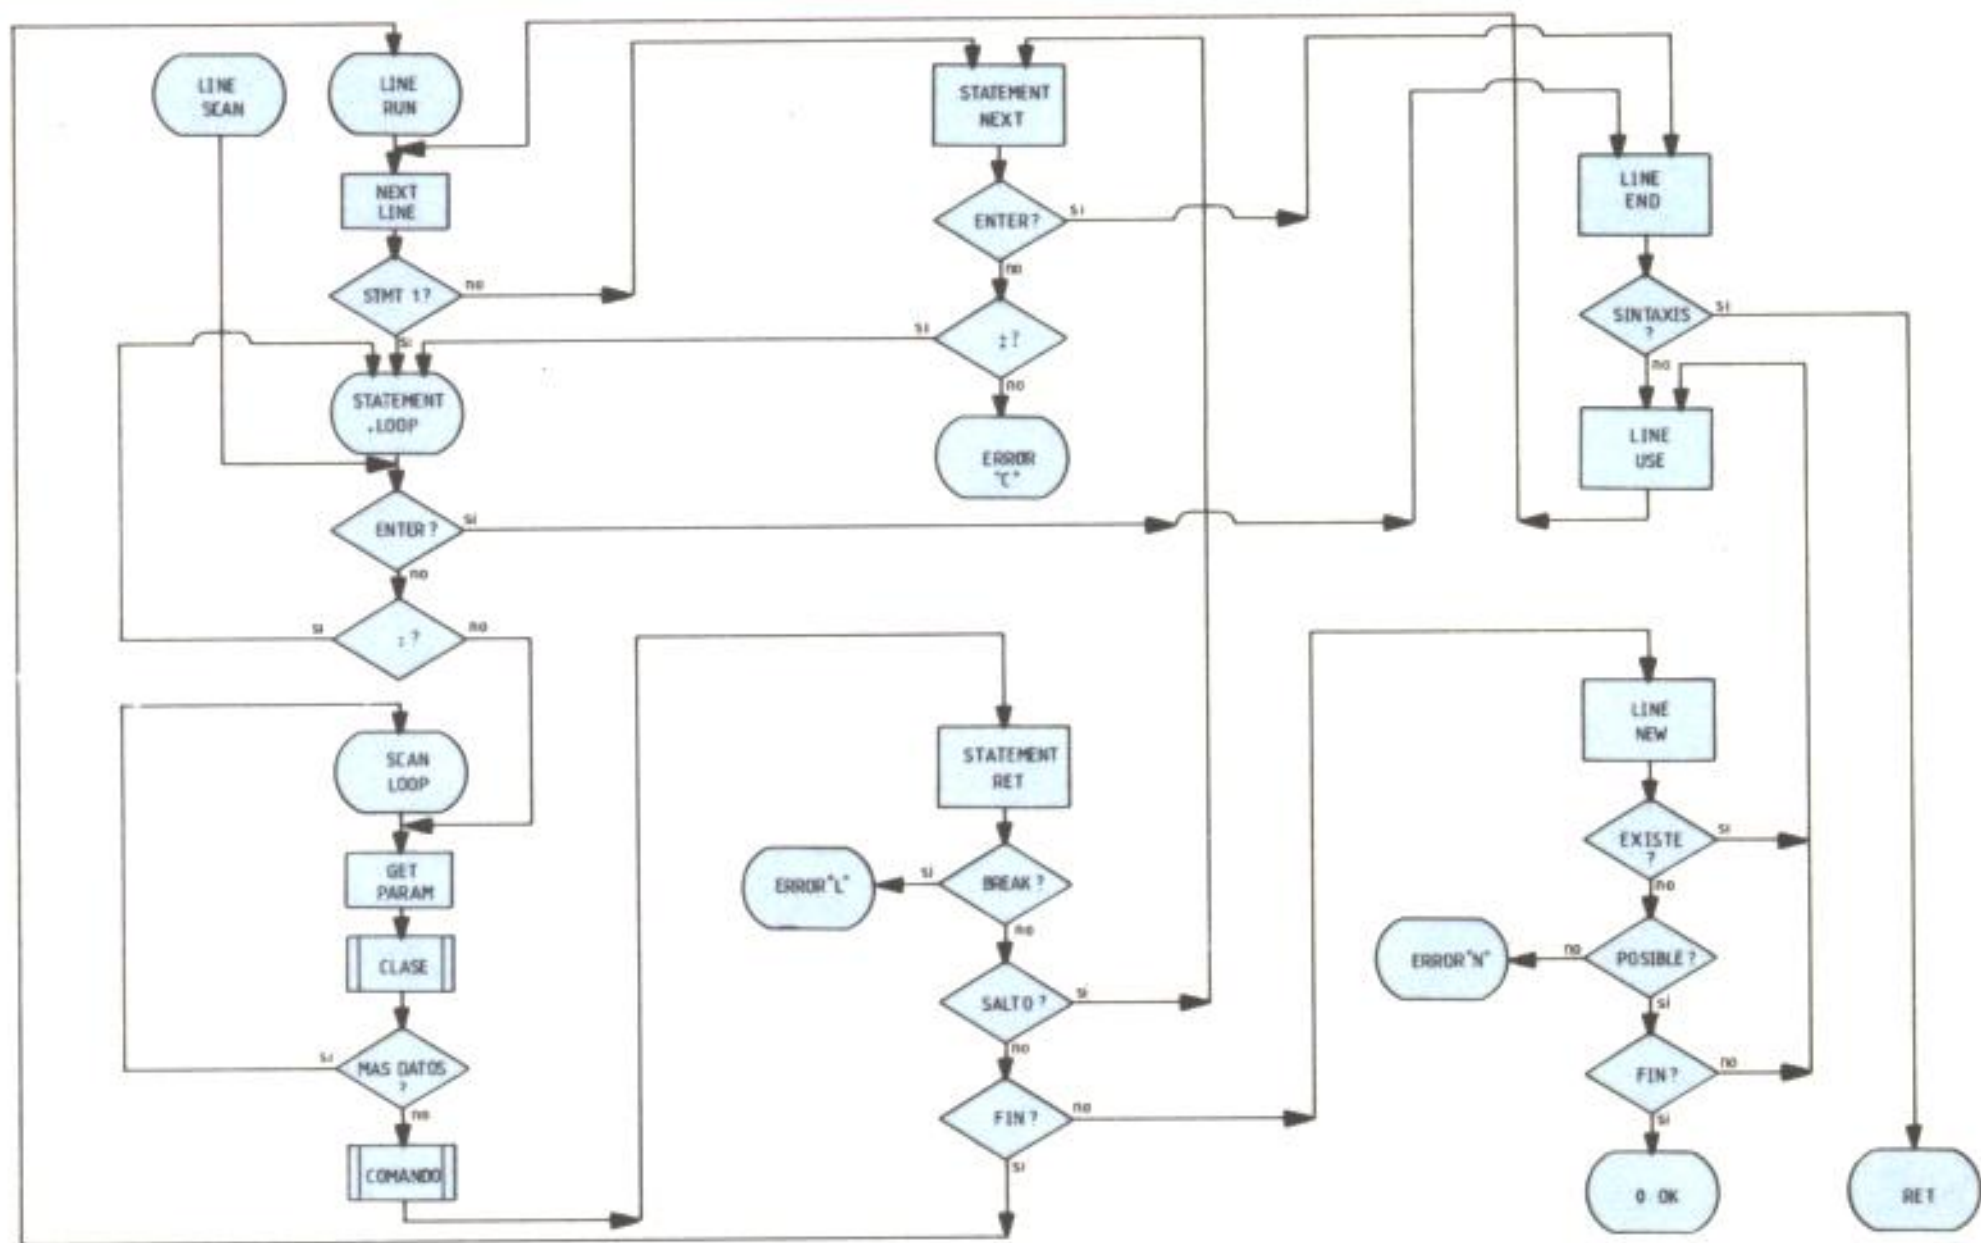 LINE
SCAN
LINE
RUN
NEXT
LINE
STMT 1?
no
si
STATEMENT
.LOOP
ENTER?
si
no
: ?
si
no
SCAN
LOOP
GET
PARAM
CLASE
MAS DATOS
?
si
no
COMANDO
STATEMENT
NEXT
ENTER?
si
no
:?
si
no
ERROR
"C"
STATEMENT
RET
BREAK?
si
ERROR"L"
no
SALTO?
si
no
FIN?
no
si
LINE
END
SINTAXIS
?
si
no
LINE
USE
LINE
NEW
EXISTE
?
si
no
POSIBLE?
no
ERROR"N"
si
FIN?
no
si
0 OK
RET